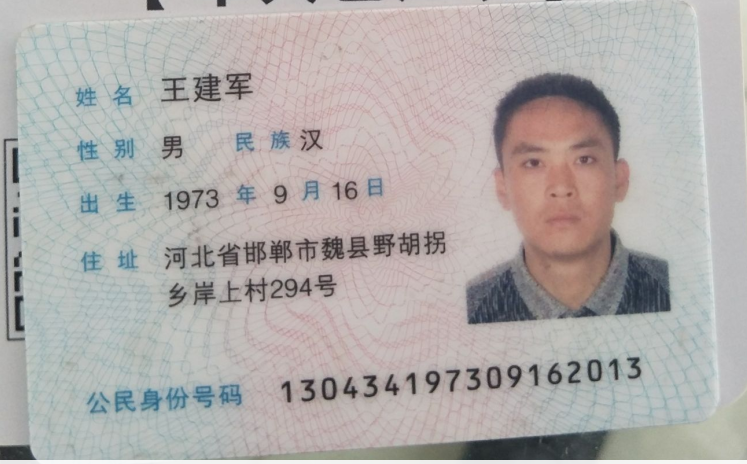 姓名 王建军
性别 男 民族 汉
出生 1973 年 9 月 16 日
住址 河北省邯郸市魏县野胡拐
乡岸上村294号
公民身份号码 130434197309162013